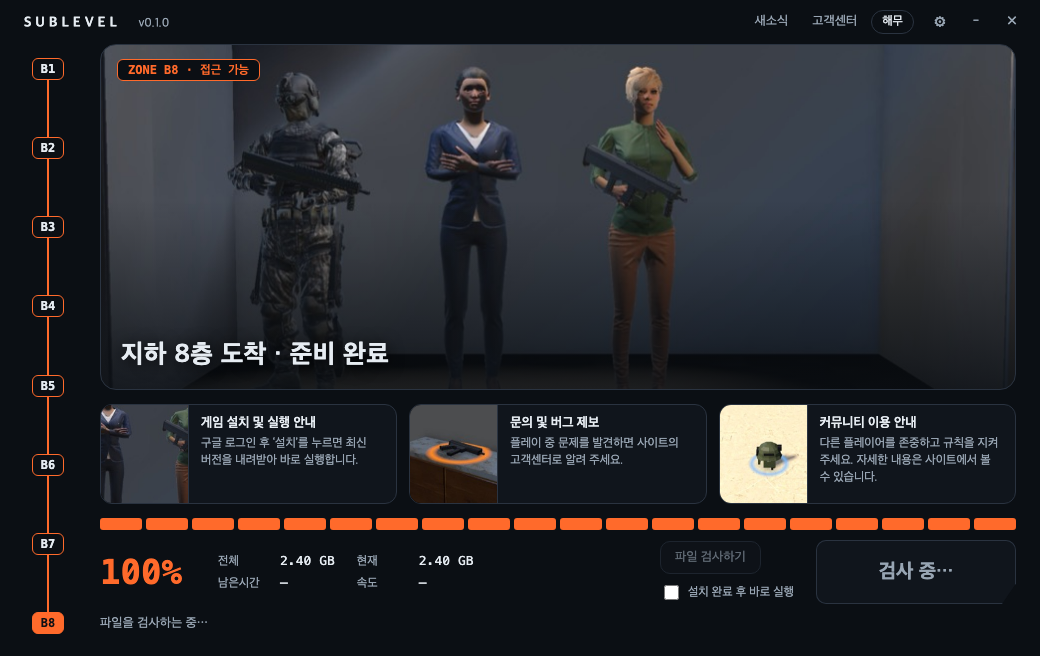 SUBLEVEL v0.1.0 새소식 고객센터 해무 ⚙ － ✕
B1
B2
B3
B4
B5
B6
B7
B8
ZONE B8 · 접근 가능
지하 8층 도착 · 준비 완료
게임 설치 및 실행 안내
구글 로그인 후 '설치'를 누르면 최신
버전을 내려받아 바로 실행합니다.
문의 및 버그 제보
플레이 중 문제를 발견하면 사이트의
고객센터로 알려 주세요.
커뮤니티 이용 안내
다른 플레이어를 존중하고 규칙을 지켜
주세요. 자세한 내용은 사이트에서 볼
수 있습니다.
100%
전체 2.40 GB 현재 2.40 GB
남은시간 — 속도 —
파일 검사하기
설치 완료 후 바로 실행
검사 중…
파일을 검사하는 중…